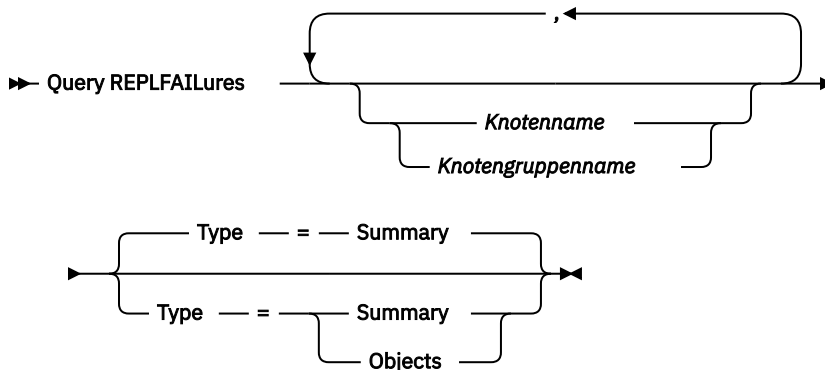 ,
Query REPLFAILures
Knotenname
Knotengruppenname
Type = Summary
Type = Summary
Objects